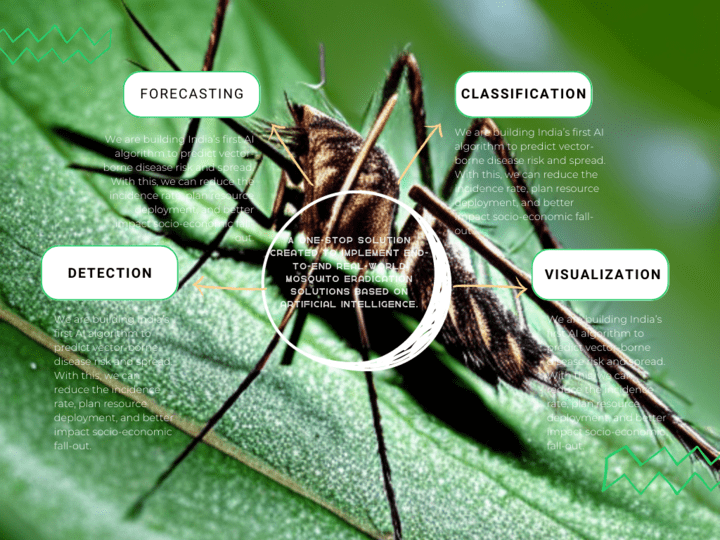 FORECASTING
We are building India's first AI
algorithm to predict vector-
borne disease risk and spread.
With this, we can reduce the
incidence rate, plan resource
deployment, and better
impact socio-economic fall-
out.
CLASSIFICATION
We are building India's first AI
algorithm to predict vector-
borne disease risk and spread.
With this, we can reduce the
incidence rate, plan resource
deployment, and better
impact socio-economic fall-
out.
A ONE-STOP SOLUTION
CREATED TO IMPLEMENT END-
TO-END REAL-WORLD
MOSQUITO ERADICATION
SOLUTIONS BASED ON
ARTIFICIAL INTELLIGENCE.
DETECTION
We are building India's
first AI algorithm to
predict vector-borne
disease risk and spread.
With this, we can
reduce the incidence
rate, plan resource
deployment, and better
impact socio-economic
fall-out.
VISUALIZATION
We are building India's
first AI algorithm to
predict vector-borne
disease risk and spread.
With this, we can
reduce the incidence
rate, plan resource
deployment, and better
impact socio-economic
fall-out.